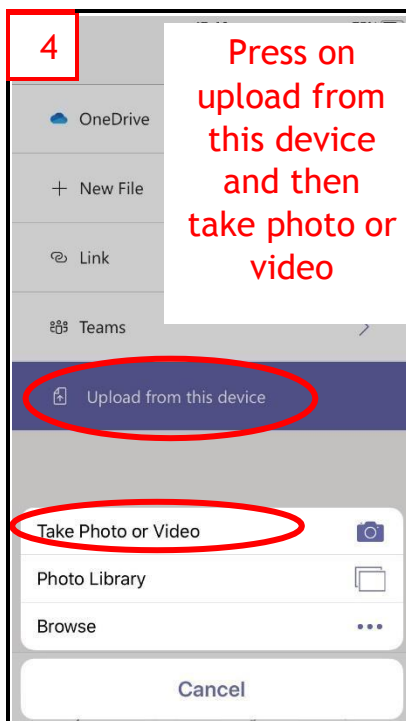 4
Press on
upload from
this device
and then
take photo or
video
OneDrive
+ New File
Link
Teams
Upload from this device
Take Photo or Video
Photo Library
Browse
Cancel